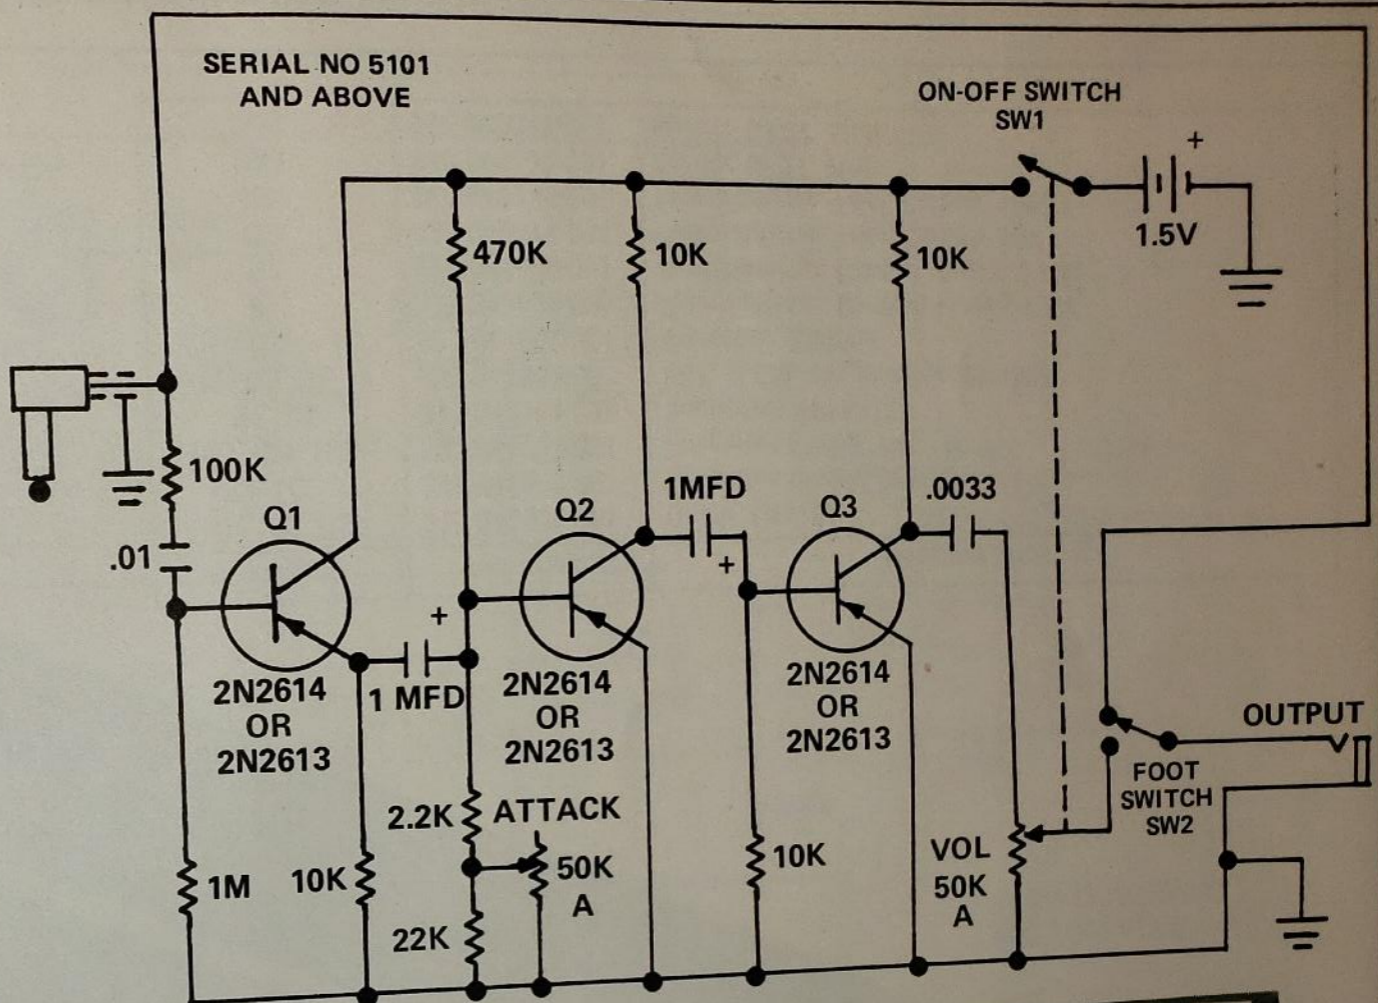 SERIAL NO 5101
AND ABOVE
ON-OFF SWITCH
SW1
+
1.5V
470K
10K
10K
100K
.01
Q1
2N2614
OR
2N2613
+
1 MFD
Q2
2N2614
OR
2N2613
1MFD
+
Q3
2N2614
OR
2N2613
.0033
OUTPUT
FOOT
SWITCH
SW2
2.2K
ATTACK
50K
A
22K
1M
10K
10K
VOL
50K
A